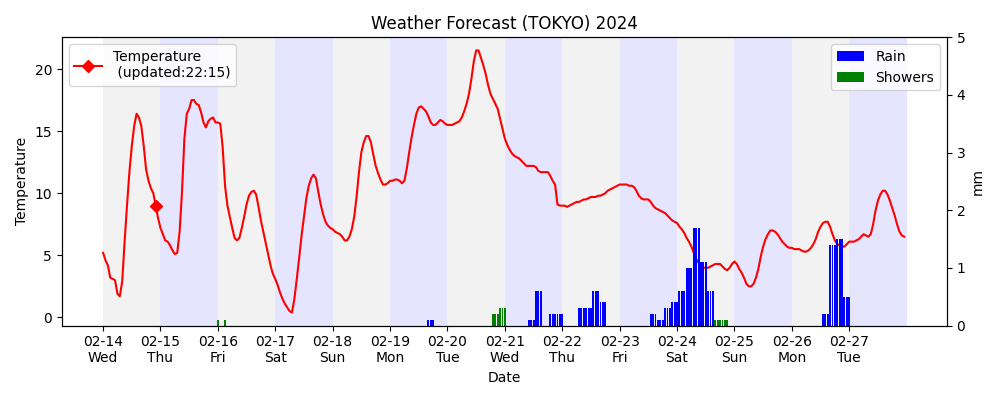 Weather Forecast (TOKYO) 2024
Temperature
(updated:22:15)
Rain
Showers
Temperature
20
15
10
5
0
mm
5
4
3
2
1
0
02-14 02-15 02-16 02-17 02-18 02-19 02-20 02-21 02-22 02-23 02-24 02-25 02-26 02-27
Wed Thu Fri Sat Sun Mon Tue Wed Thu Fri Sat Sun Mon Tue
Date